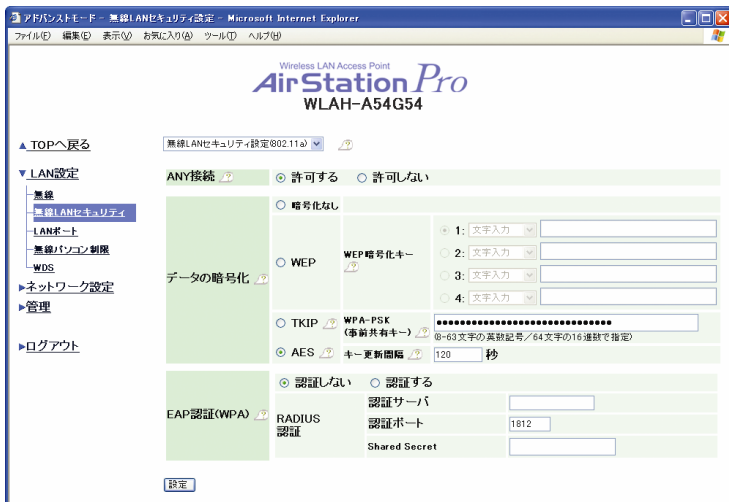 アドバンストモード - 無線LANセキュリティ設定 - Microsoft Internet Explorer
ファイル(F) 編集(E) 表示(V) お気に入り(A) ツール(T) ヘルプ(H)
Wireless LAN Access Point
AirStation Pro
WLAH-A54G54
▲ TOPへ戻る
無線LANセキュリティ設定(802.11a)
▼ LAN設定
無線
無線LANセキュリティ
LANポート
無線パソコン制限
WDS
▶ネットワーク設定
▶管理
▶ログアウト
ANY接続 許可する 許可しない
データの暗号化
暗号化なし
WEP WEP暗号化キー
1: 文字入力
2: 文字入力
3: 文字入力
4: 文字入力
TKIP WPA-PSK
(事前共有キー)
●●●●●●●●●●●●●●●●●●●●●●●●●●●●●●
(8-63文字の英数記号/64文字の16進数で指定)
AES キー更新間隔 120 秒
EAP認証(WPA)
認証しない 認証する
RADIUS
認証
認証サーバ
認証ポート 1812
Shared Secret
設定